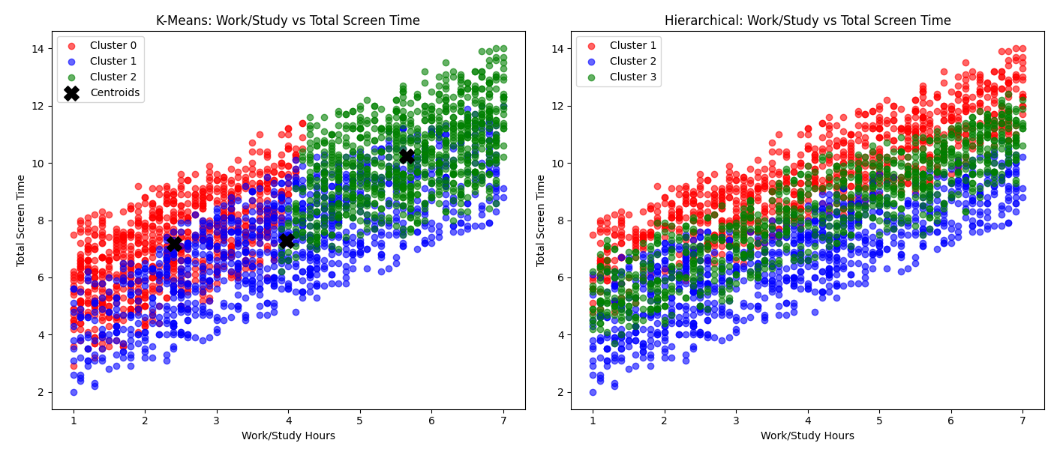 K-Means: Work/Study vs Total Screen Time
Cluster 0
Cluster 1
Cluster 2
Centroids
14
12
10
8
6
4
2
Total Screen Time
1 2 3 4 5 6 7
Work/Study Hours
Hierarchical: Work/Study vs Total Screen Time
Cluster 1
Cluster 2
Cluster 3
14
12
10
8
6
4
2
Total Screen Time
1 2 3 4 5 6 7
Work/Study Hours